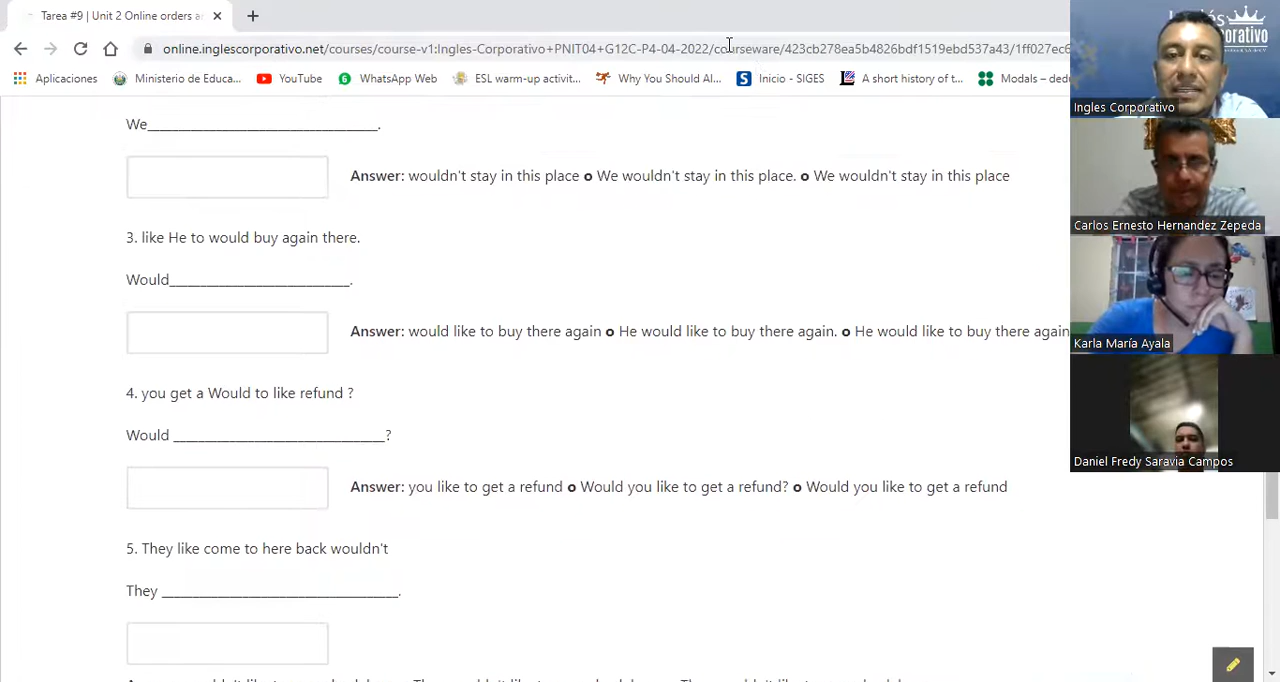 Tarea #9 | Unit 2 Online orders a
online.inglescorporativo.net/courses/course-v1:Ingles-Corporativo+PNIT04+G12C-P4-04-2022/courseware/423cb278ea5b4826bdf1519ebd537a43/1ff027ec6
Aplicaciones Ministerio de Educa... YouTube WhatsApp Web ESL warm-up activit... Why You Should Al... Inicio - SIGES A short history of t... Modals – ded
We_________________________________.
Answer: wouldn't stay in this place o We wouldn't stay in this place. o We wouldn't stay in this place
3. like He to would buy again there.
Would__________________________.
Answer: would like to buy there again o He would like to buy there again. o He would like to buy there again
4. you get a Would to like refund ?
Would ______________________________?
Answer: you like to get a refund o Would you like to get a refund? o Would you like to get a refund
5. They like come to here back wouldn't
They __________________________________.
Ingles Corporativo
Carlos Ernesto Hernandez Zepeda
Karla María Ayala
Daniel Fredy Saravia Campos